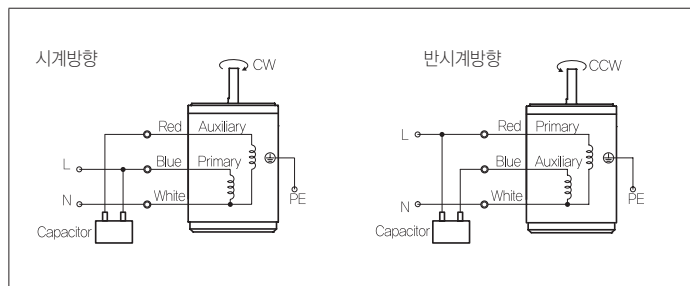 시계방향
CW
Red Auxiliary
L Blue Primary
N White
PE
Capacitor
반시계방향
CCW
L Red Primary
Blue Auxiliary
N White
PE
Capacitor